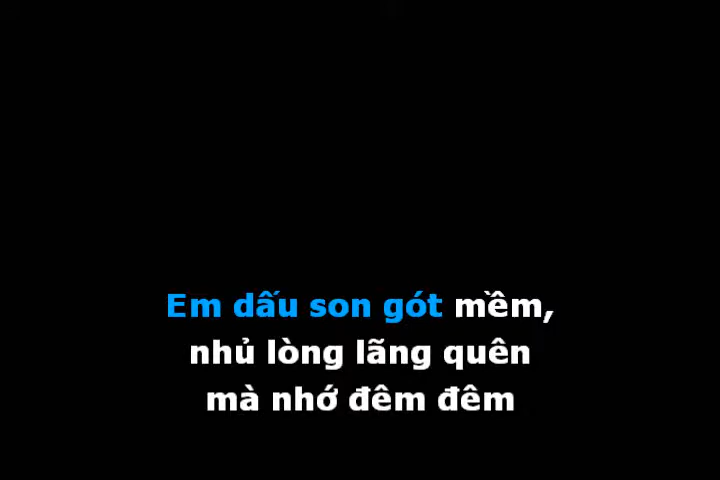 Em dấu son gót mềm,
nhủ lòng lãng quên
mà nhớ đêm đêm